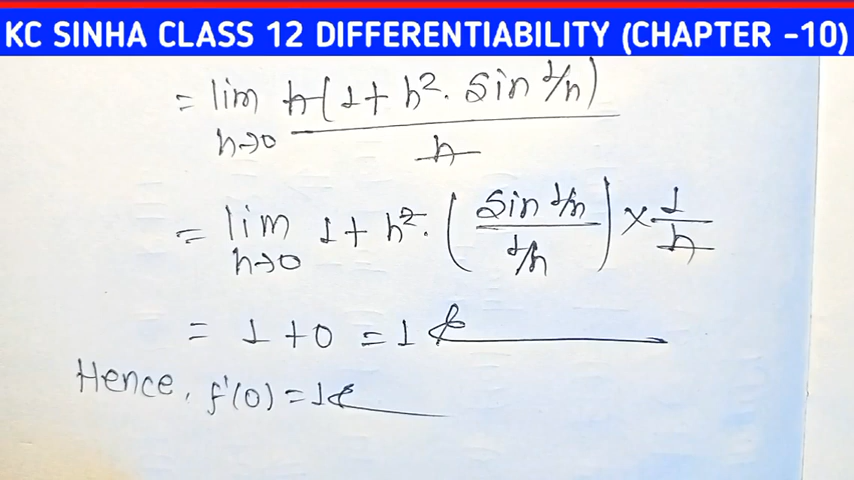 KC SINHA CLASS 12 DIFFERENTIABILITY (CHAPTER -10)
= lim h→0 h(1 + h². Sin 1/h) / h
= lim h→0 1 + h². (Sin 1/h / 1/h) × 1/h
= 1 + 0 = 1
Hence, f'(0) = 1